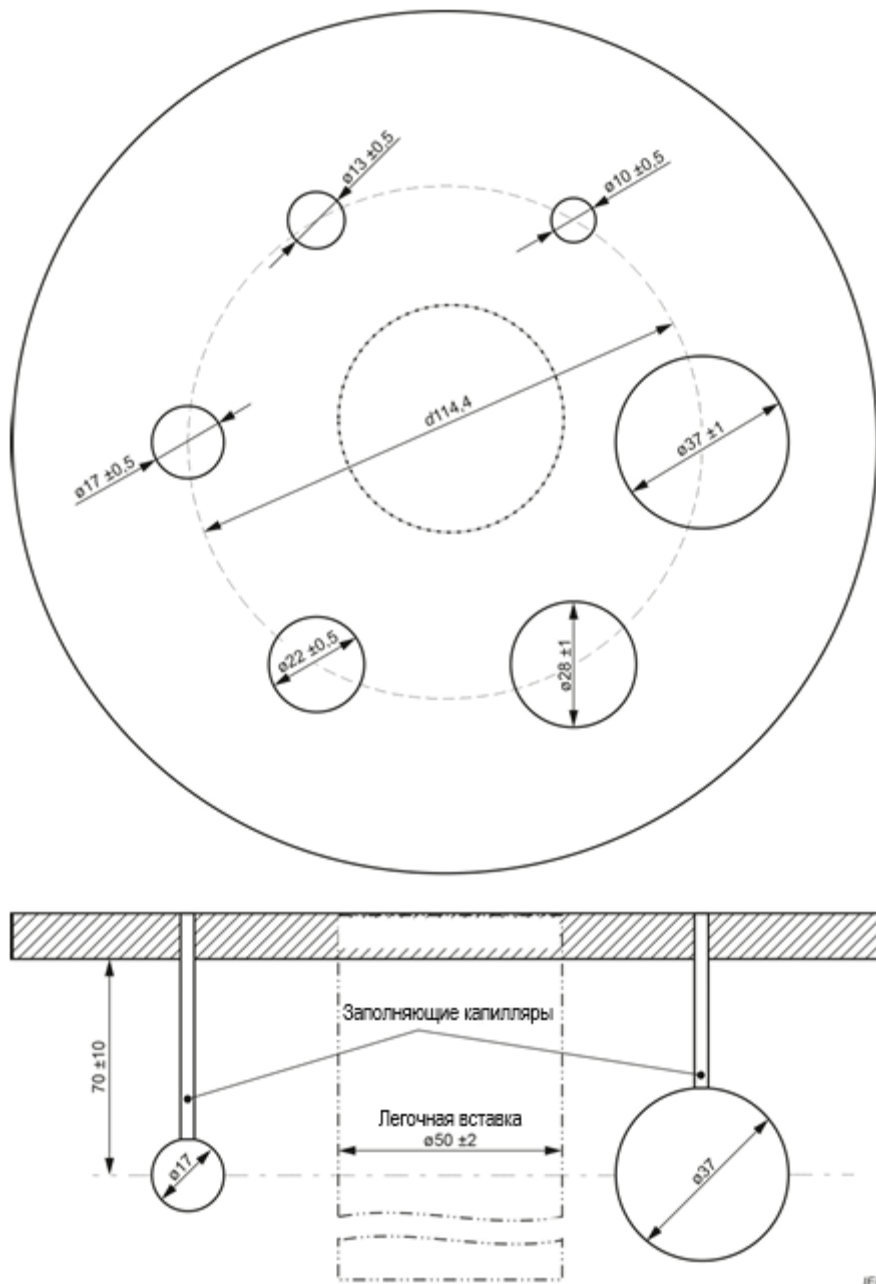 ø13 ±0,5
ø10 ±0,5
d114,4
ø37 ±1
ø17 ±0,5
ø22 ±0,5
ø28 ±1
Заполняющие капилляры
70 ±10
Легочная вставка
ø50 ±2
ø17
ø37